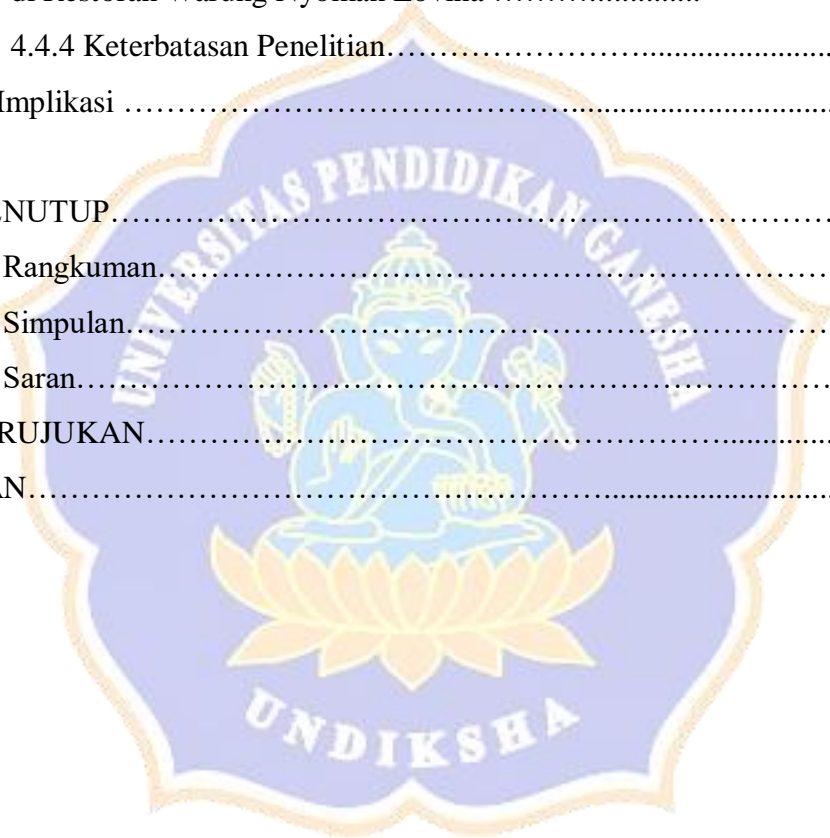 di Restoran Warung Nyoman Lovina ………...................
4.4.4 Keterbatasan Penelitian……………………......................
Implikasi ………………………………………........................
ENUTUP……………………………………………………………
Rangkuman…………………………………………………………
Simpulan……………………………………………………………
Saran…………………………………………………………………
RUJUKAN…………………………………………………..............
AN…………………………………………………........................
UNIVERSITAS PENDIDIKAN GANESHA
UNDIKSHA